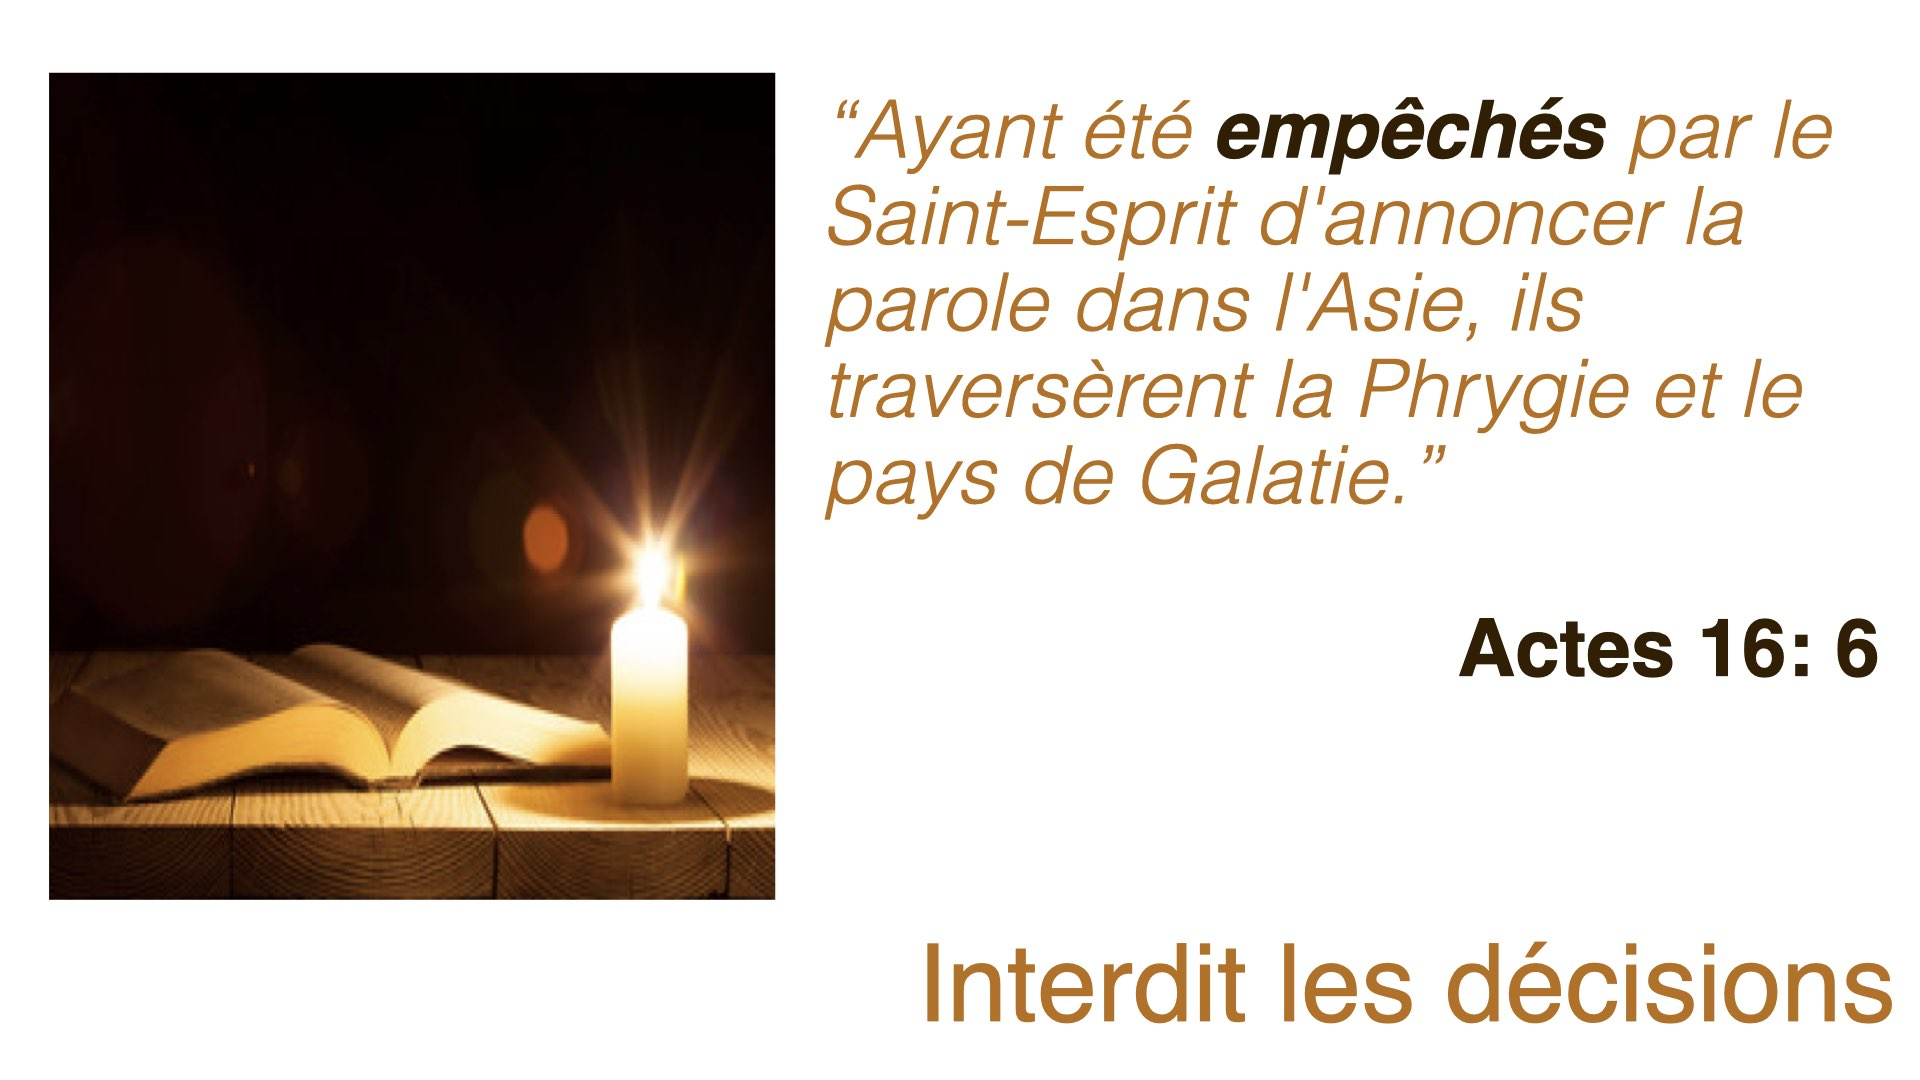 “Ayant été empêchés par le
Saint-Esprit d'annoncer la
parole dans l'Asie, ils
traversèrent la Phrygie et le
pays de Galatie.”
Actes 16: 6
Interdit les décisions